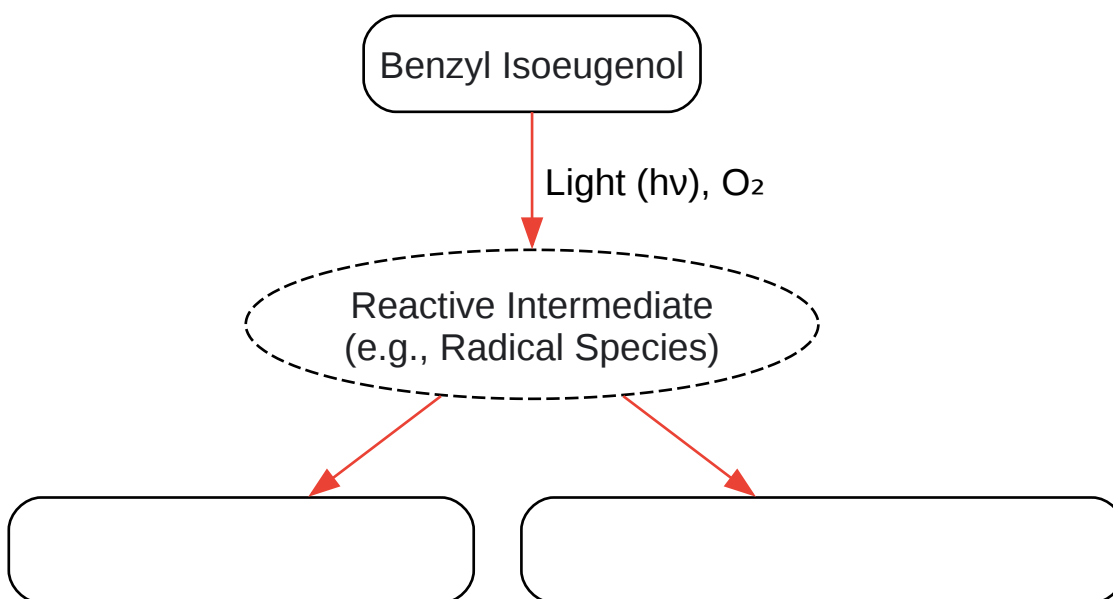 Benzyl Isoeugenol
Light (hν), O₂
Reactive Intermediate
(e.g., Radical Species)